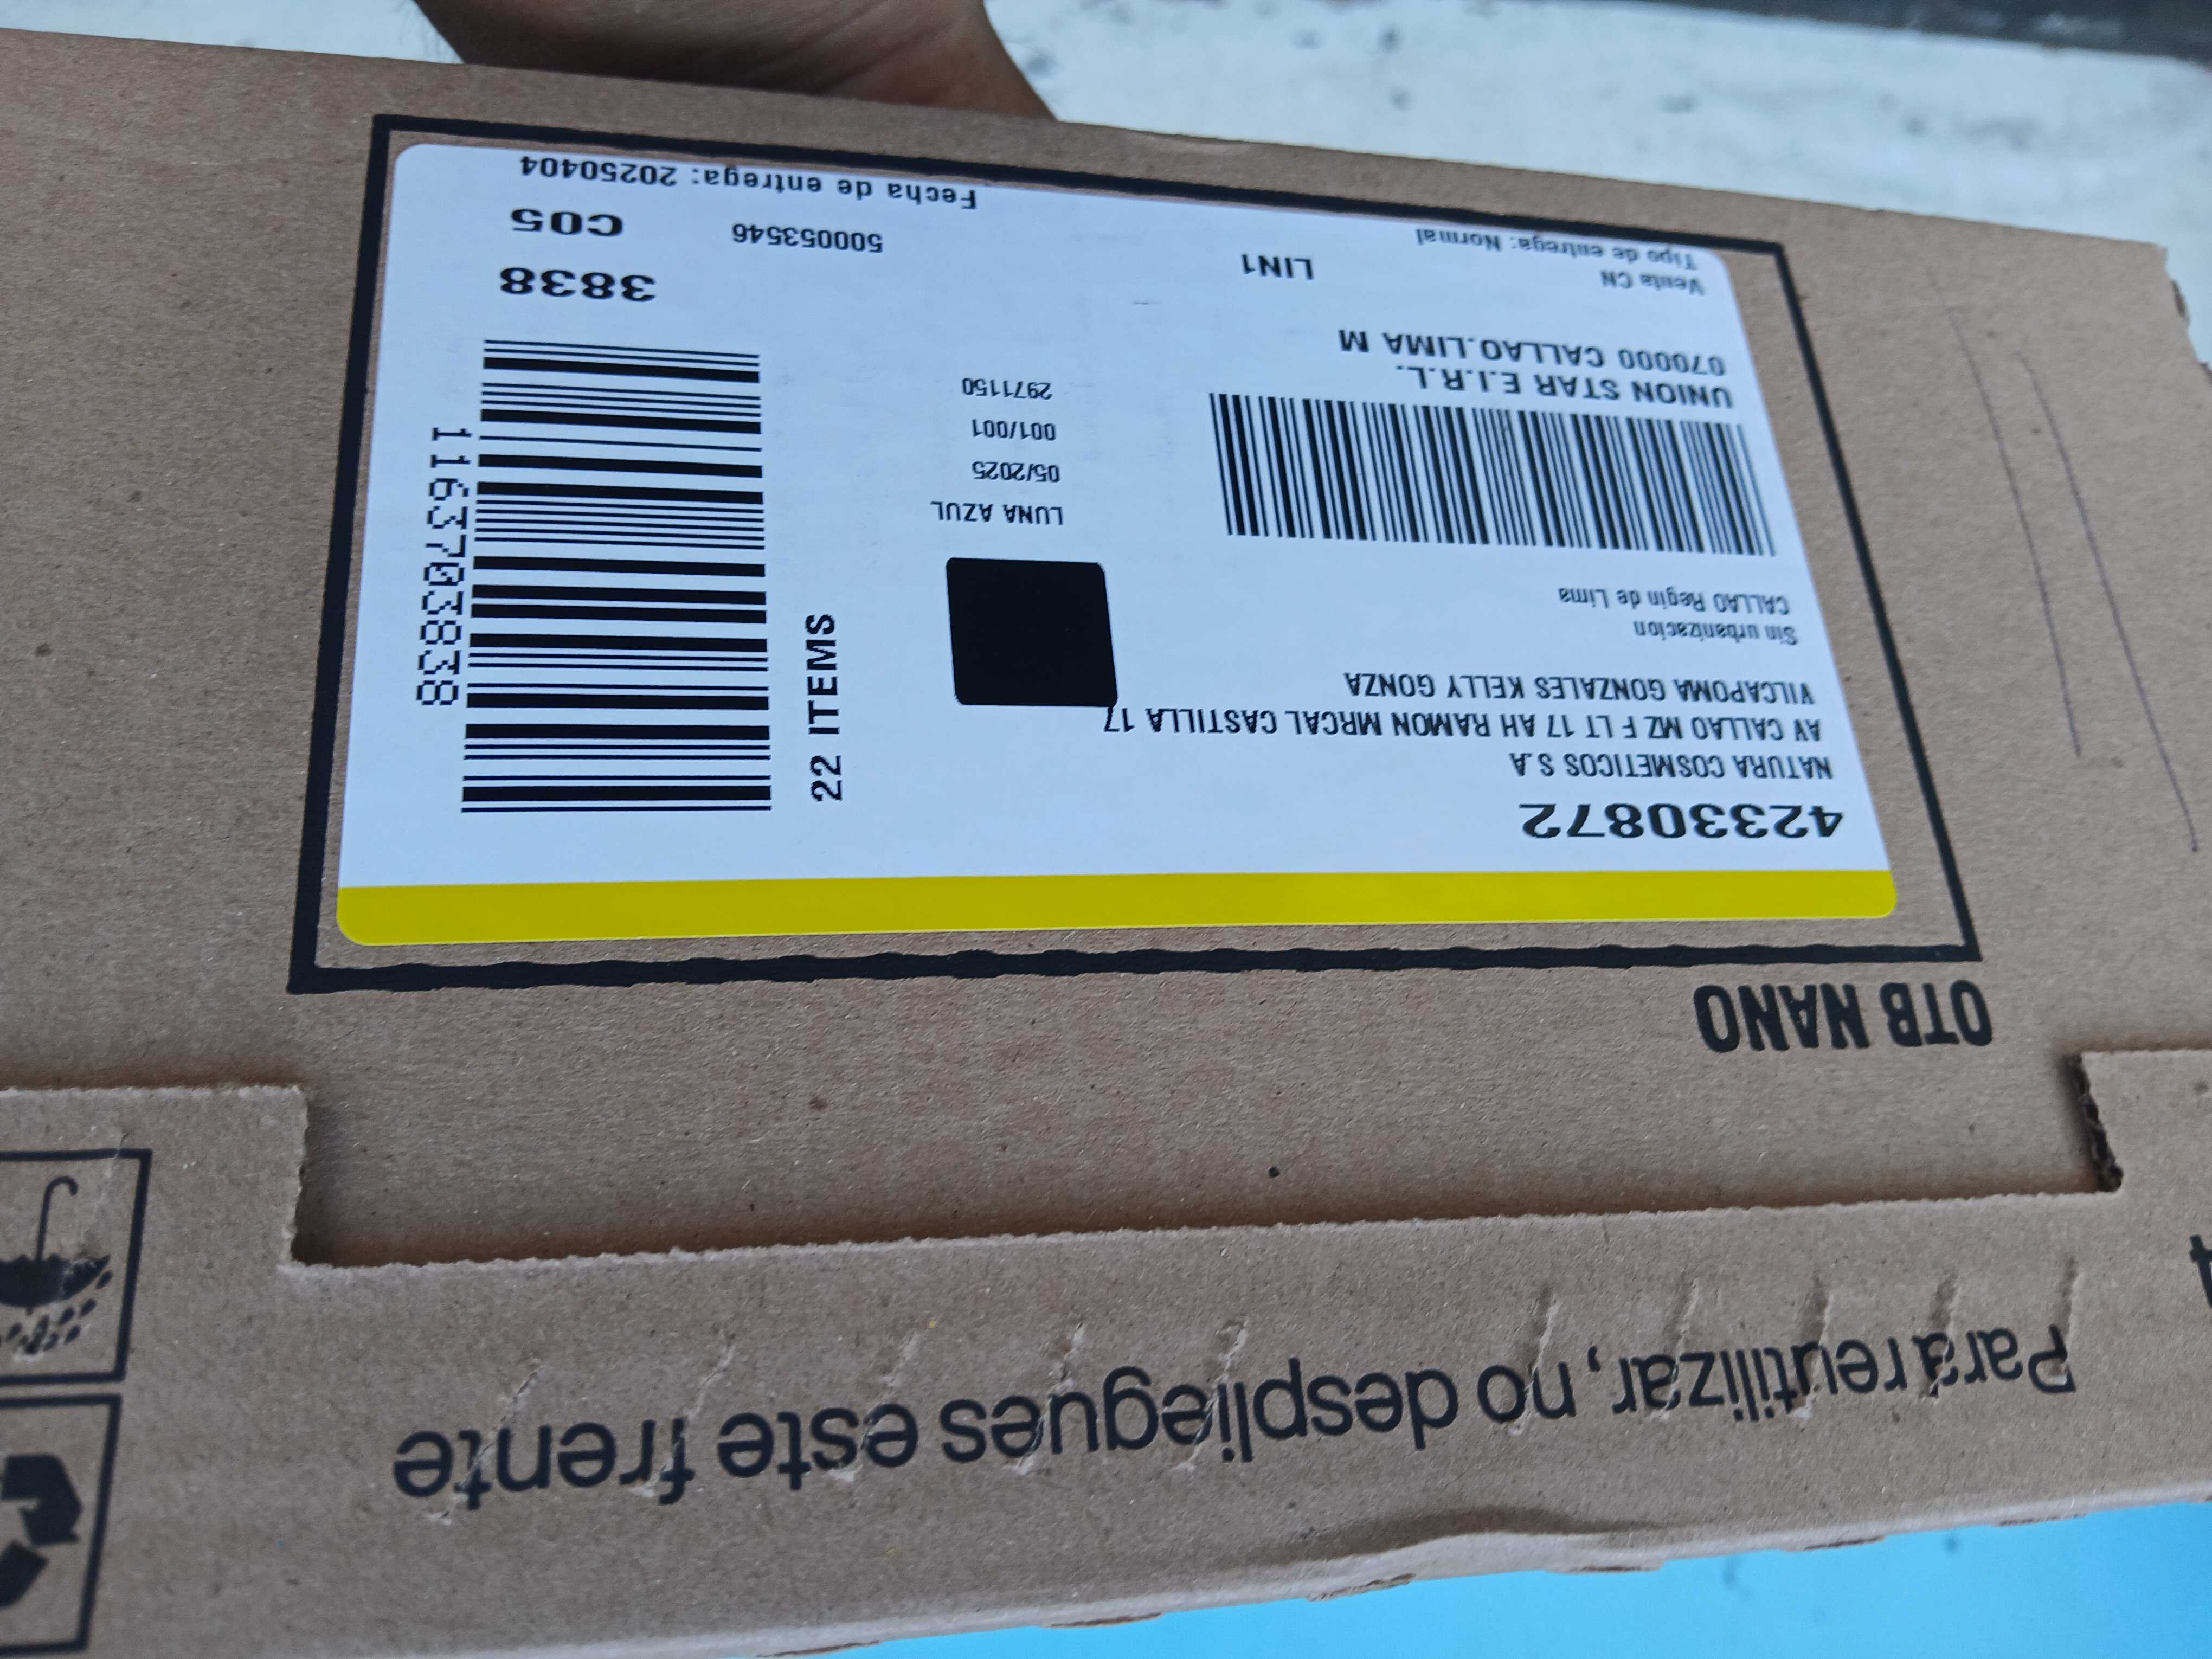 Para reutilizar, no despliegues este frente
OTB NANO
42330872
NATURA COSMETICOS S.A
AV CALLAO MZ F LT 17 AH RAMON MRCAL CASTILLA 17
VILCAPOMA GONZALES KELLY GONZA
Sin urbanizacion
CALLAO Regin de Lima
UNION STAR E.I.R.L.
070000 CALLAO.LIMA M
Venta CN
Tipo de entrega: Normal
LIN1
LUNA AZUL
05/2025
001/001
2971150
22 ITEMS
1163703838
3838
500053546
C05
Fecha de entrega: 20250404